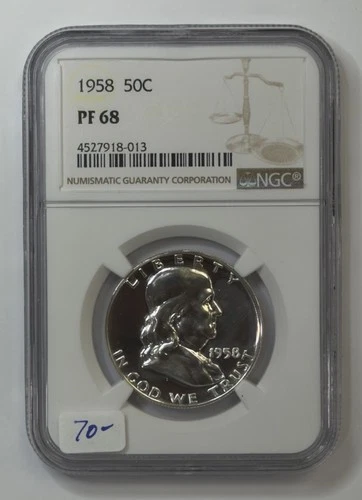 1958 50C
PF 68
4527918-013
NUMISMATIC GUARANTY CORPORATION
NGC®
LIBERTY
1958
IN GOD WE TRUST
70-